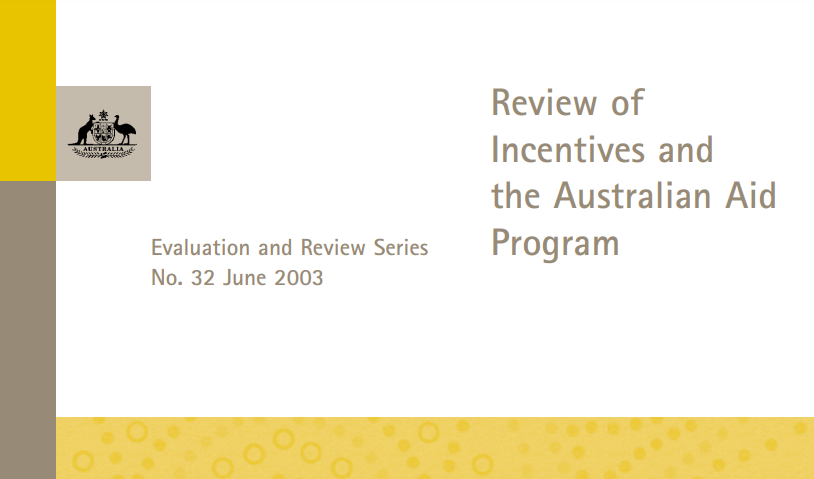 Review of
Incentives and
the Australian Aid
Program
AUSTRALIA
Evaluation and Review Series
No. 32 June 2003